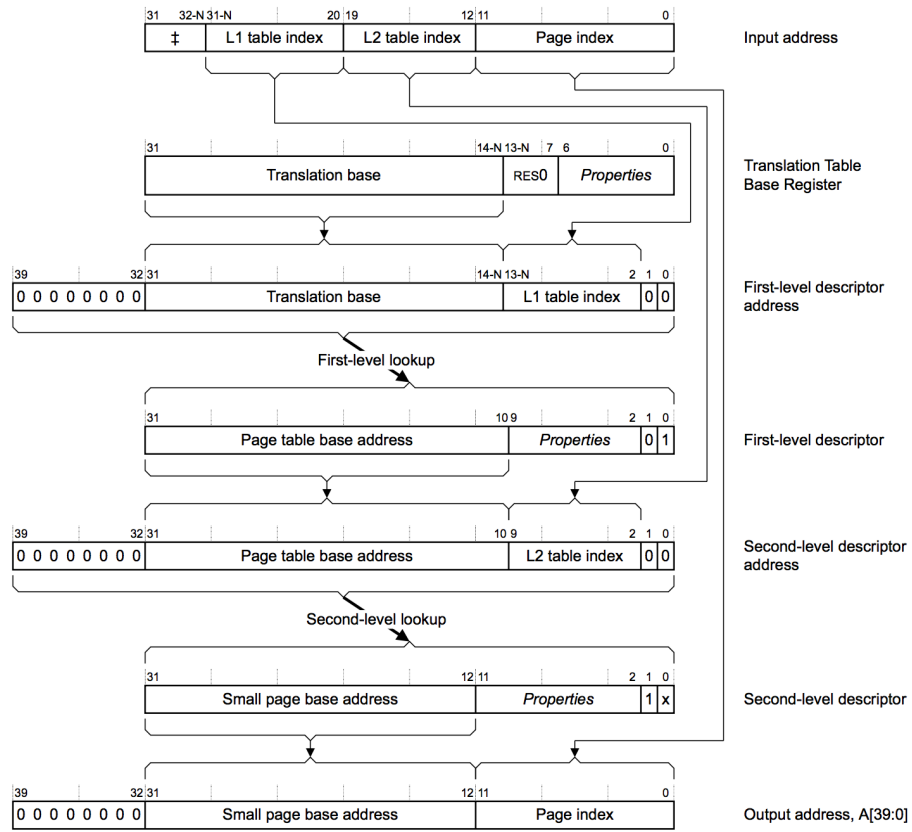 31 32-N 31-N 20 19 12 11 0
‡ L1 table index L2 table index Page index Input address
31 14-N 13-N 7 6 0
Translation base RES0 Properties Translation Table
Base Register
39 32 31 14-N 13-N 2 1 0
0 0 0 0 0 0 0 0 Translation base L1 table index 0 0 First-level descriptor
address
First-level lookup
31 10 9 2 1 0
Page table base address Properties 0 1 First-level descriptor
39 32 31 10 9 2 1 0
0 0 0 0 0 0 0 0 Page table base address L2 table index 0 0 Second-level descriptor
address
Second-level lookup
31 12 11 2 1 0
Small page base address Properties 1 x Second-level descriptor
39 32 31 12 11 0
0 0 0 0 0 0 0 0 Small page base address Page index Output address, A[39:0]